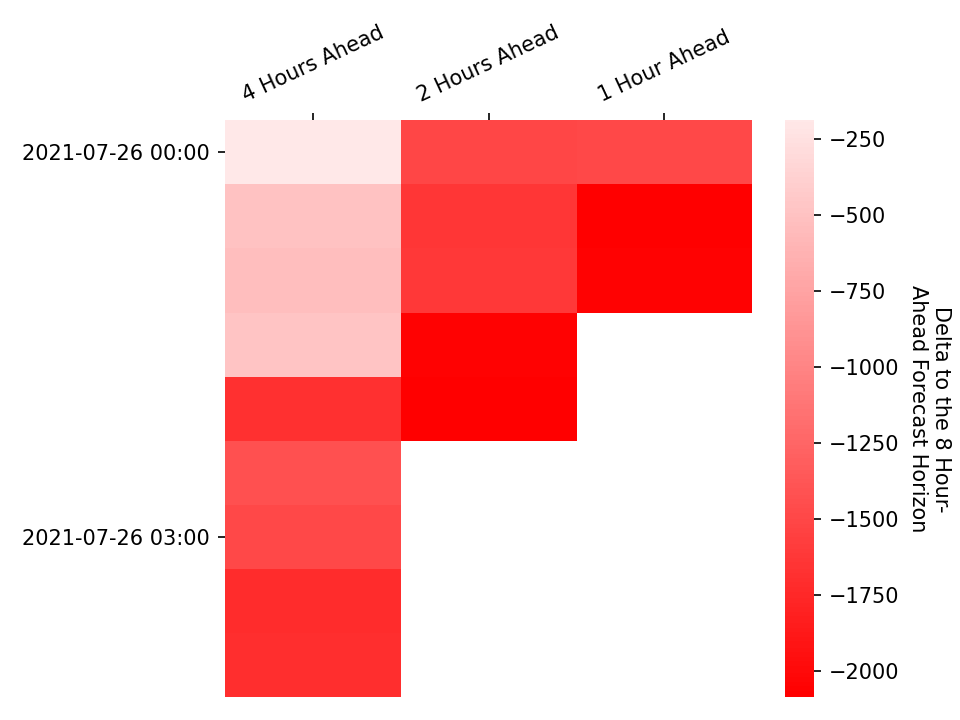 4 Hours Ahead
2 Hours Ahead
1 Hour Ahead
2021-07-26 00:00
2021-07-26 03:00
−250
−500
−750
−1000
−1250
−1500
−1750
−2000
Delta to the 8 Hour-
Ahead Forecast Horizon